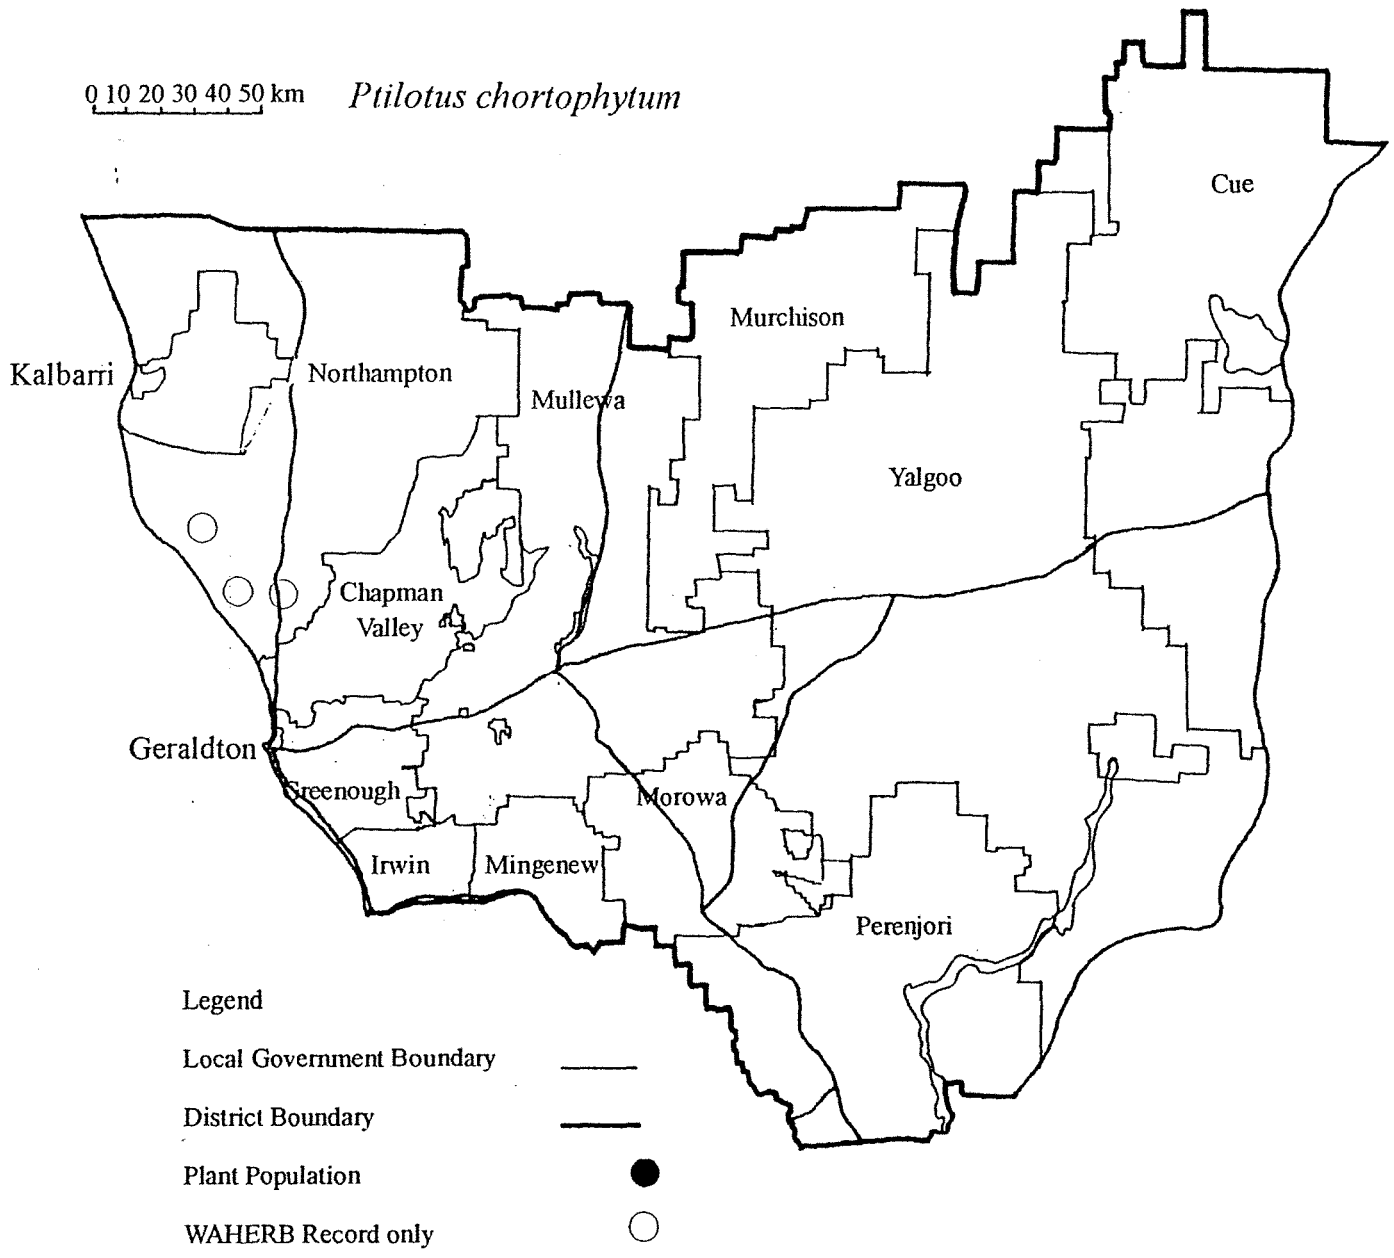 0 10 20 30 40 50 km
Ptilotus chortophytum
Cue
Murchison
Kalbarri
Northampton
Mullewa
Yalgoo
Chapman
Valley
Geraldton
Greenough
Morowa
Irwin
Mingenew
Perenjori
Legend
Local Government Boundary
District Boundary
Plant Population
WAHERB Record only